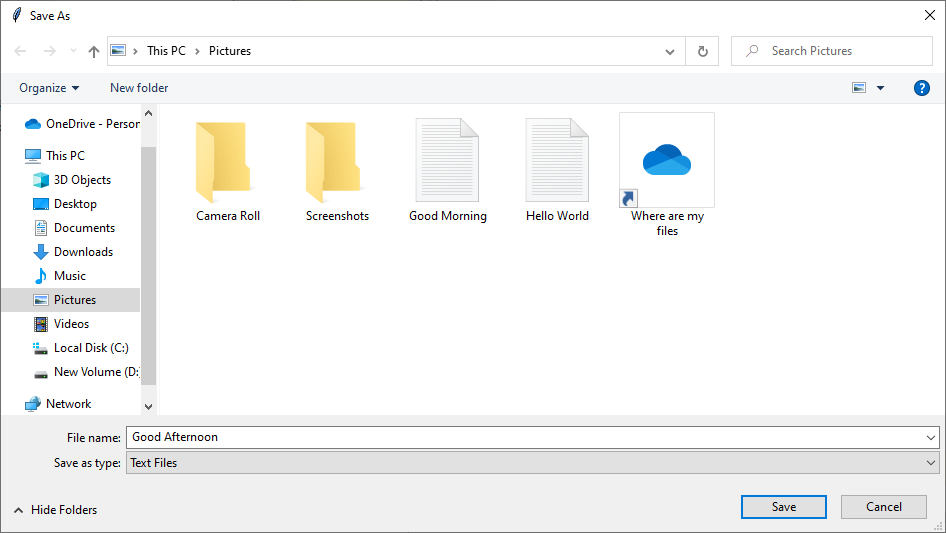 Save As
This PC
Pictures
Search Pictures
Organize
New folder
?
OneDrive - Person
This PC
3D Objects
Desktop
Documents
Downloads
Music
Pictures
Videos
Local Disk (C:)
New Volume (D:
Network
Camera Roll
Screenshots
Good Morning
Hello World
Where are my
files
File name: Good Afternoon
Save as type: Text Files
Hide Folders
Save
Cancel